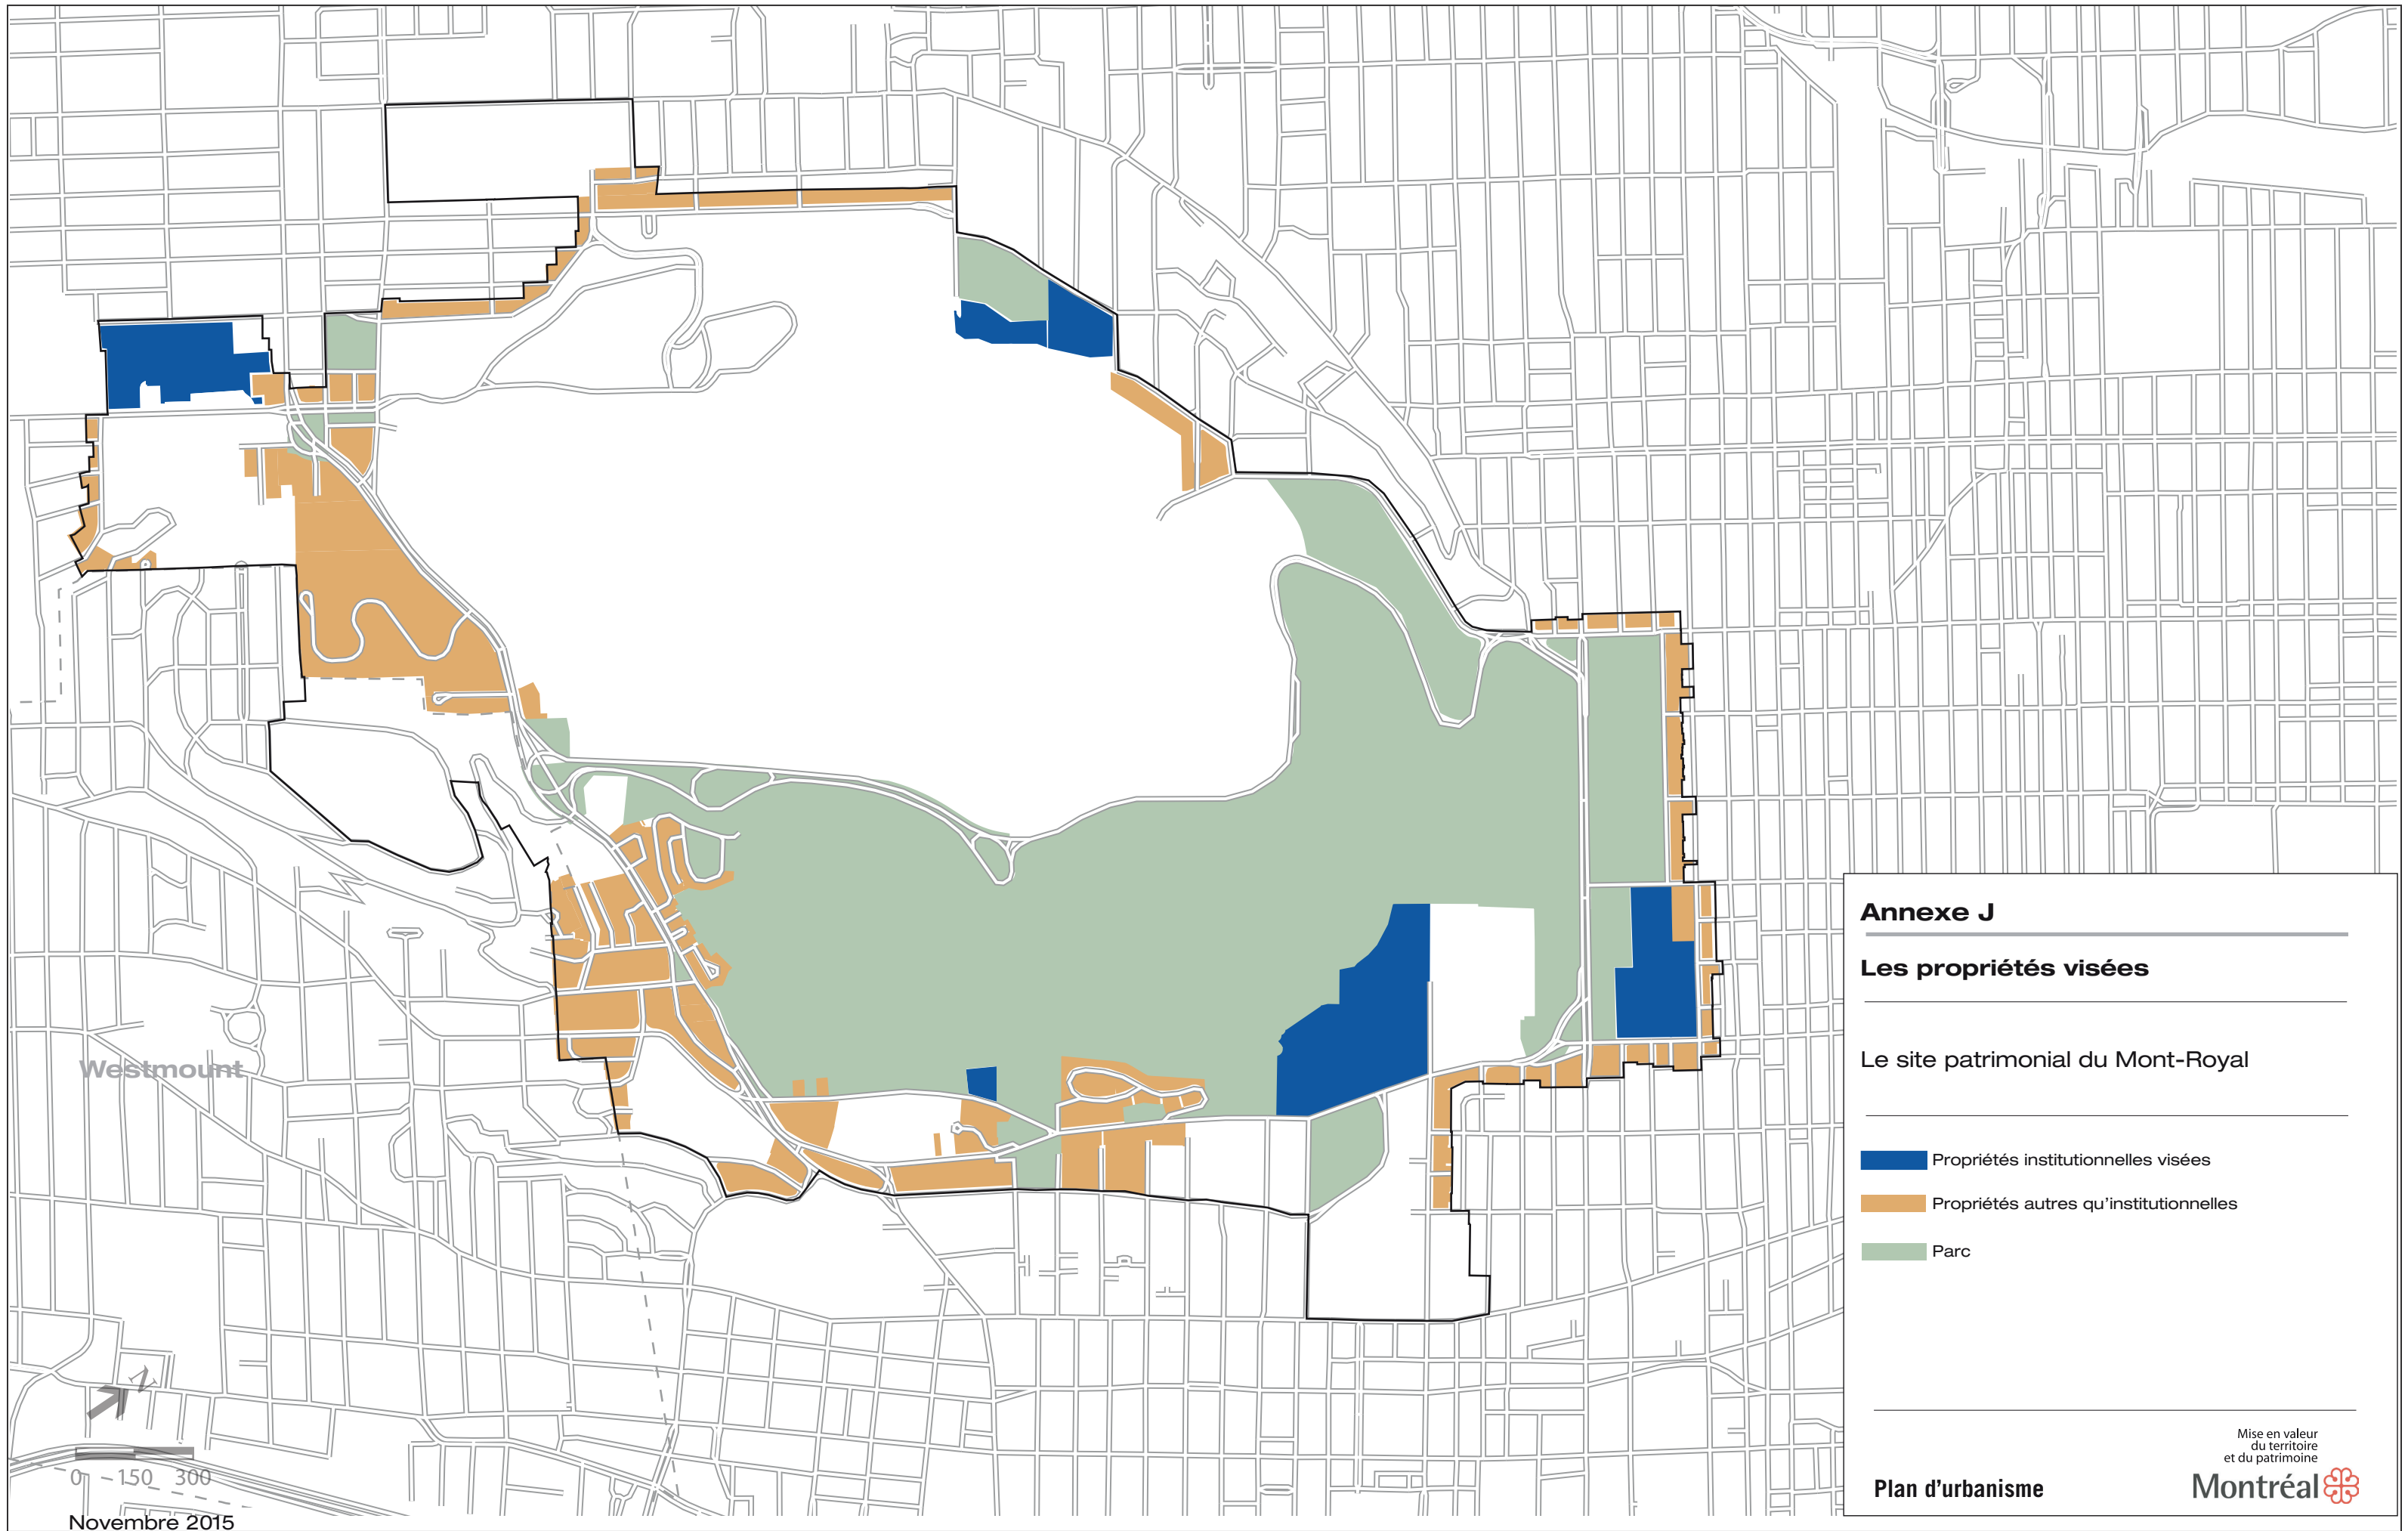 Westmount
N
0 150 300
Novembre 2015
Annexe J
Les propriétés visées
Le site patrimonial du Mont-Royal
Propriétés institutionnelles visées
Propriétés autres qu'institutionnelles
Parc
Plan d'urbanisme
Mise en valeur
du territoire
et du patrimoine
Montréal